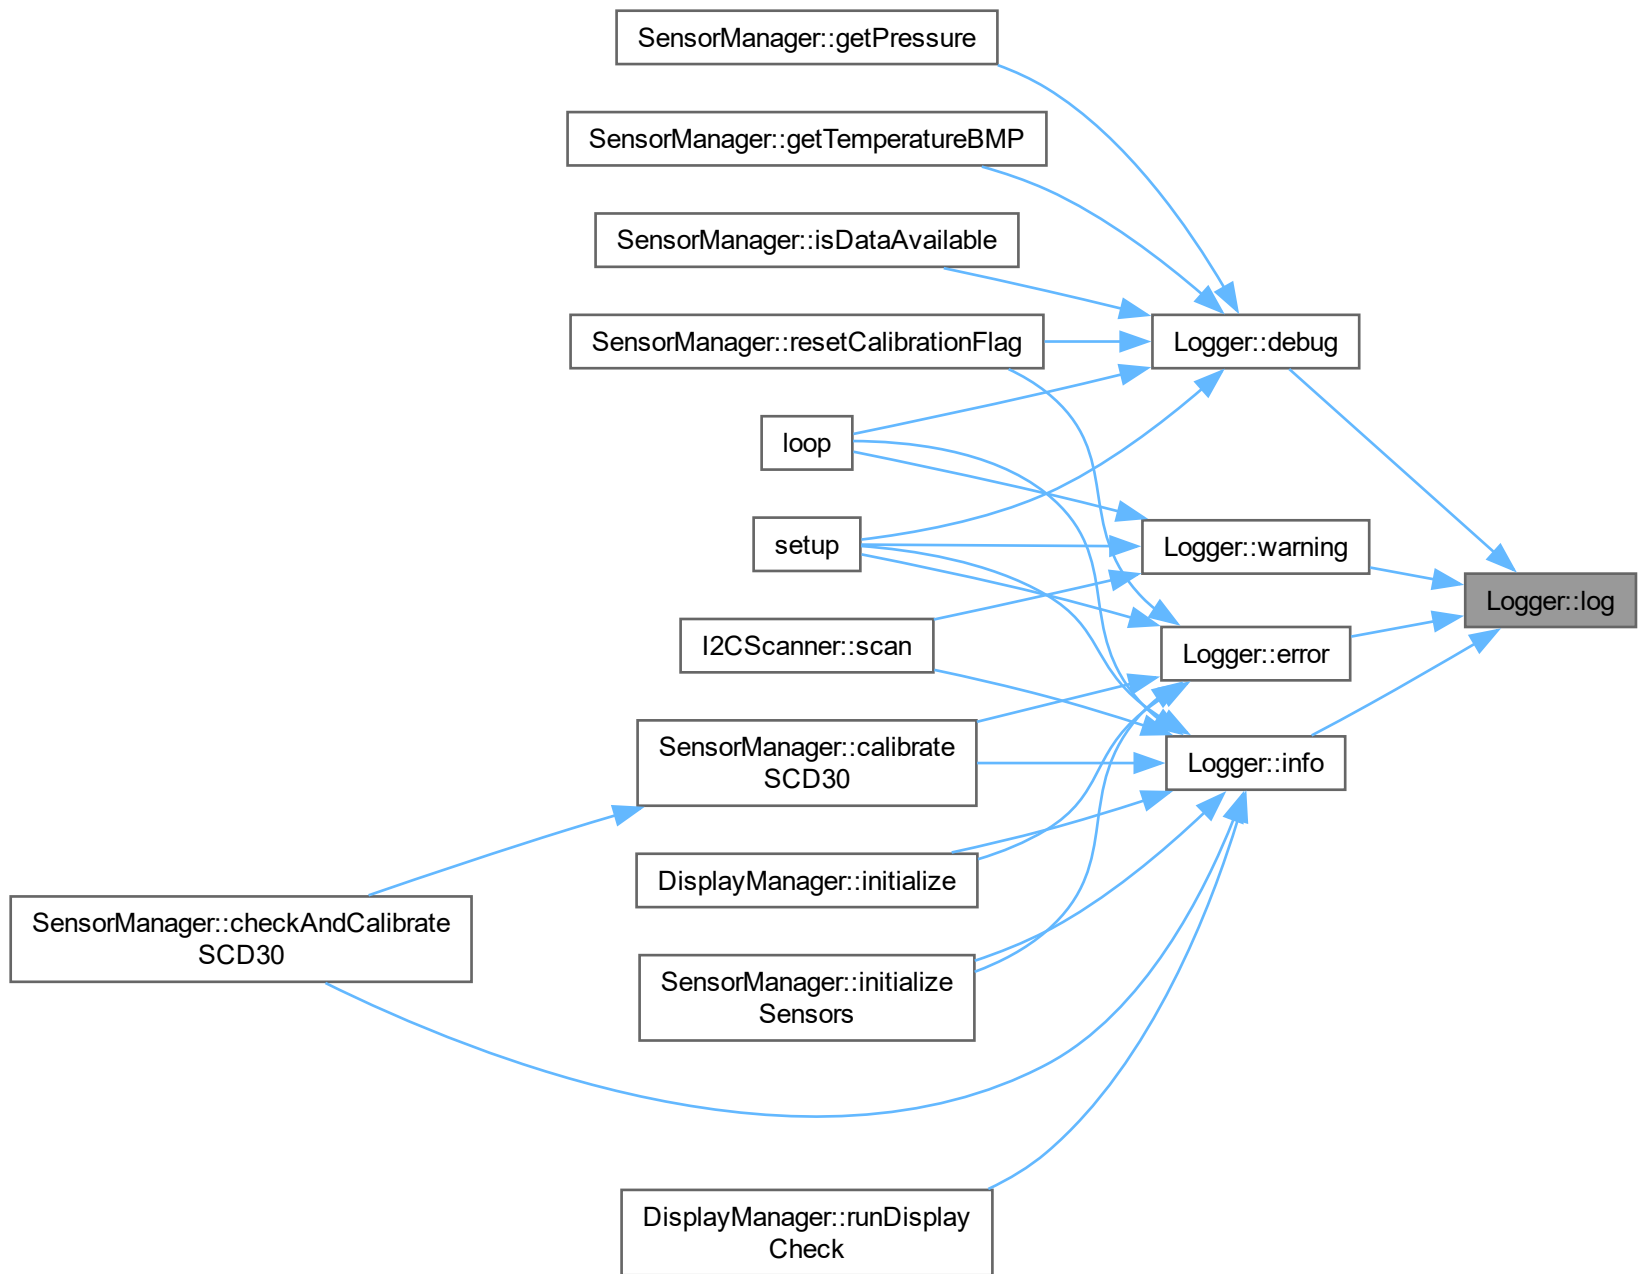 SensorManager::getPressure
SensorManager::getTemperatureBMP
SensorManager::isDataAvailable
SensorManager::resetCalibrationFlag
Logger::debug
loop
setup
Logger::warning
Logger::log
I2CScanner::scan
Logger::error
SensorManager::calibrate
SCD30
Logger::info
DisplayManager::initialize
SensorManager::checkAndCalibrate
SCD30
SensorManager::initialize
Sensors
DisplayManager::runDisplay
Check